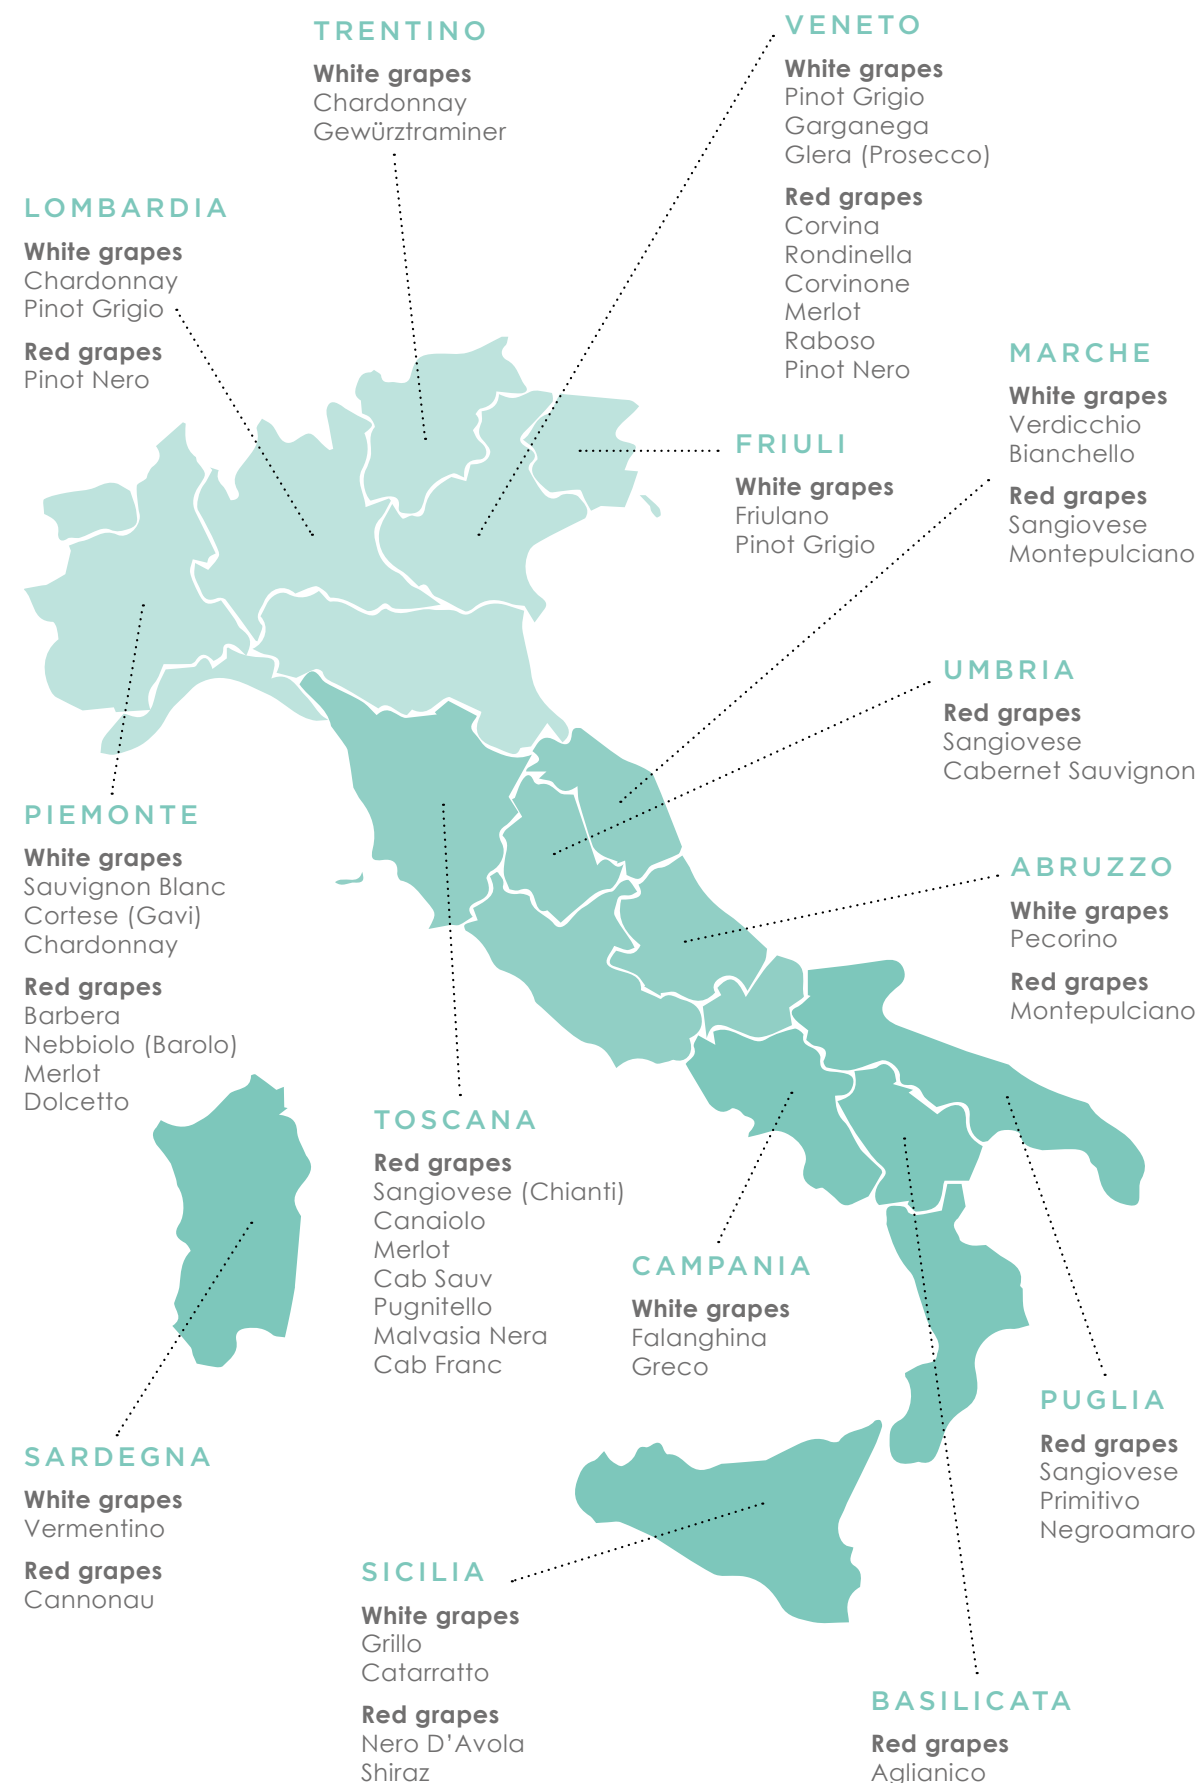 TRENTINO
White grapes
Chardonnay
Gewürztraminer
VENETO
White grapes
Pinot Grigio
Garganega
Glera (Prosecco)
Red grapes
Corvina
Rondinella
Corvinone
Merlot
Raboso
Pinot Nero
LOMBARDIA
White grapes
Chardonnay
Pinot Grigio
Red grapes
Pinot Nero
MARCHE
White grapes
Verdicchio
Bianchello
Red grapes
Sangiovese
Montepulciano
FRIULI
White grapes
Friulano
Pinot Grigio
UMBRIA
Red grapes
Sangiovese
Cabernet Sauvignon
PIEMONTE
White grapes
Sauvignon Blanc
Cortese (Gavi)
Chardonnay
Red grapes
Barbera
Nebbiolo (Barolo)
Merlot
Dolcetto
ABRUZZO
White grapes
Pecorino
Red grapes
Montepulciano
TOSCANA
Red grapes
Sangiovese (Chianti)
Canaiolo
Merlot
Cab Sauv
Pugnitello
Malvasia Nera
Cab Franc
CAMPANIA
White grapes
Falanghina
Greco
PUGLIA
Red grapes
Sangiovese
Primitivo
Negroamaro
SARDEGNA
White grapes
Vermentino
Red grapes
Cannonau
SICILIA
White grapes
Grillo
Catarratto
Red grapes
Nero D’Avola
Shiraz
BASILICATA
Red grapes
Aglianico